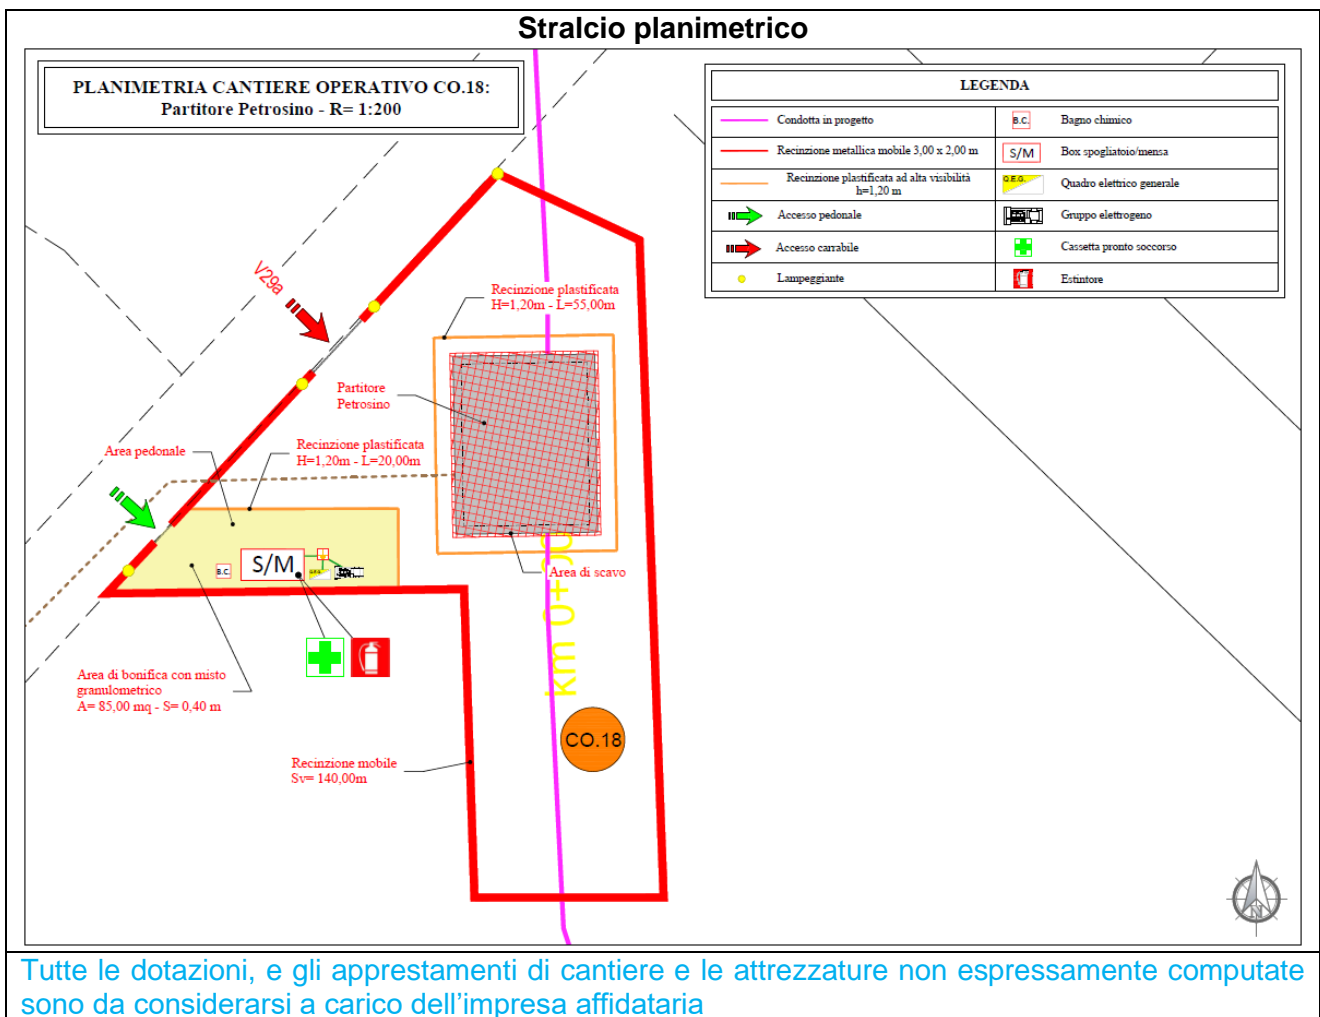 Stralcio planimetrico
PLANIMETRIA CANTIERE OPERATIVO CO.18:
Partitore Petrosino - R= 1:200
LEGENDA
Condotta in progetto
B.C.
Bagno chimico
Recinzione metallica mobile 3,00 x 2,00 m
S/M
Box spogliatoio/mensa
Recinzione plastificata ad alta visibilità
h=1,20 m
Q.E.G.
Quadro elettrico generale
Accesso pedonale
Gruppo elettrogeno
Accesso carrabile
Cassetta pronto soccorso
Lampeggiante
Estintore
V29a
Recinzione plastificata
H=1,20m - L=55,00m
Partitore
Petrosino
Recinzione plastificata
H=1,20m - L=20,00m
Area pedonale
B.C.
S/M
Area di scavo
km 0+00
Area di bonifica con misto
granulometrico
A= 85,00 mq - S= 0,40 m
CO.18
Recinzione mobile
Sv= 140,00m
N
Tutte le dotazioni, e gli apprestamenti di cantiere e le attrezzature non espressamente computate
sono da considerarsi a carico dell'impresa affidataria